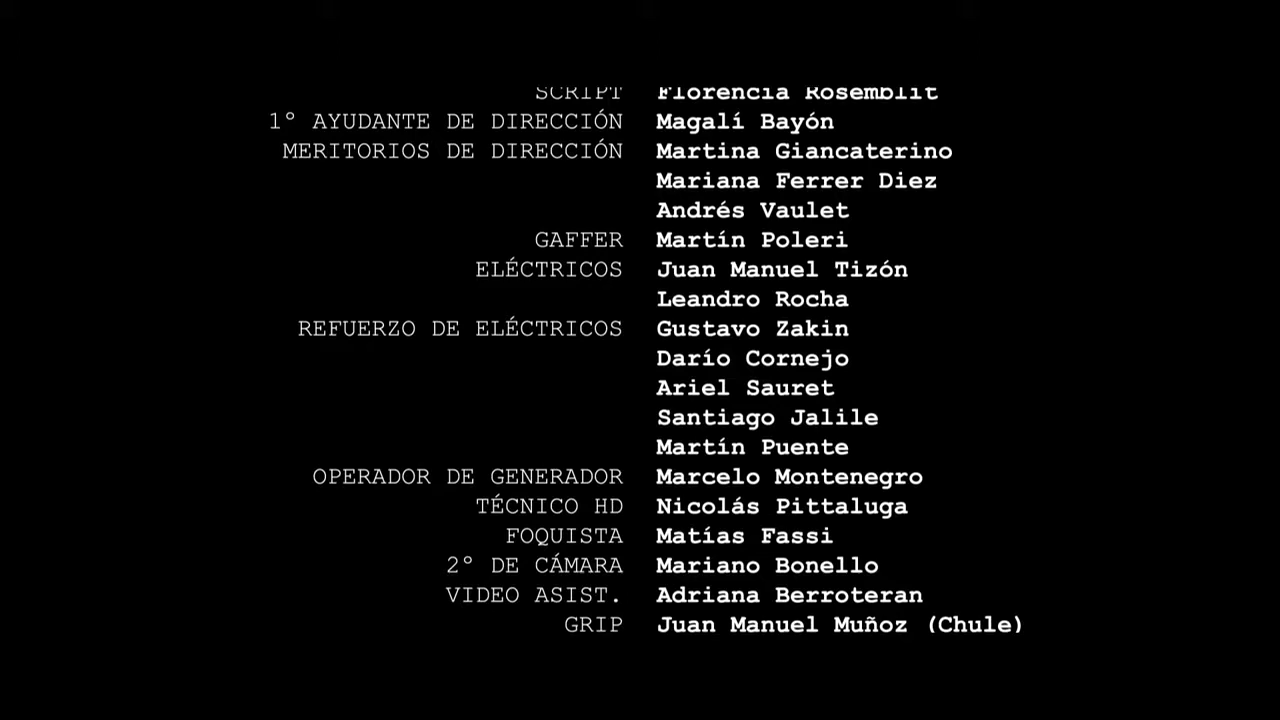 SCRIPT Florencia Rosemblit
1º AYUDANTE DE DIRECCIÓN Magalí Bayón
MERITORIOS DE DIRECCIÓN Martina Giancaterino
Mariana Ferrer Diez
Andrés Vaulet
GAFFER Martín Poleri
ELÉCTRICOS Juan Manuel Tizón
Leandro Rocha
REFUERZO DE ELÉCTRICOS Gustavo Zakin
Darío Cornejo
Ariel Sauret
Santiago Jalile
Martín Puente
OPERADOR DE GENERADOR Marcelo Montenegro
TÉCNICO HD Nicolás Pittaluga
FOQUISTA Matías Fassi
2º DE CÁMARA Mariano Bonello
VIDEO ASIST. Adriana Berroteran
GRIP Juan Manuel Muñoz (Chule)